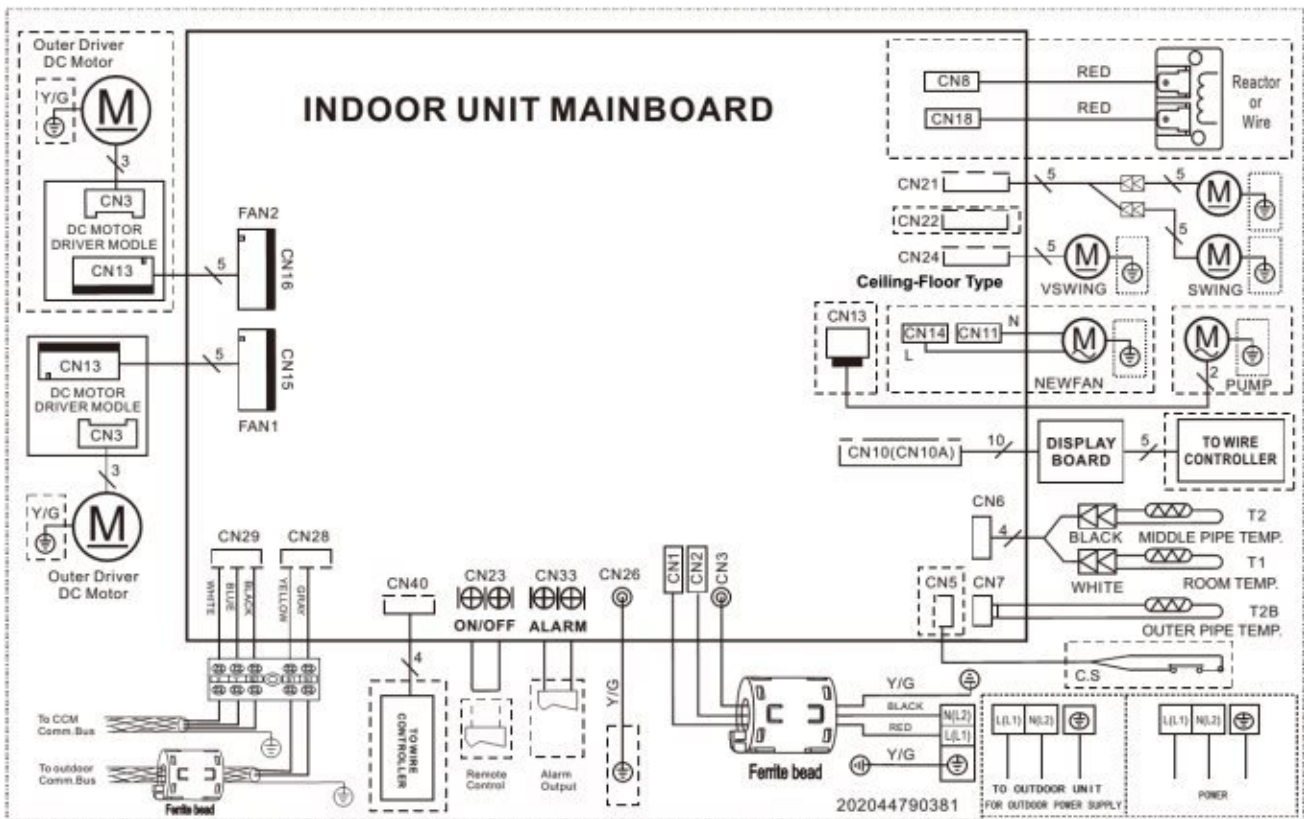 Outer Driver
DC Motor
Y/G
M
3
CN3
DC MOTOR
DRIVER MODLE
CN13
5
FAN2
CN16
CN13
DC MOTOR
DRIVER MODLE
CN3
5
CN15
FAN1
3
Y/G
M
Outer Driver
DC Motor
INDOOR UNIT MAINBOARD
CN8
RED
CN18
RED
Reactor
or
Wire
CN21
5
5
M
CN22
5
CN24
5
M
M
Ceiling-Floor Type
VSWING
SWING
CN13
CN14
CN11
N
L
M
NEWFAN
M
2
PUMP
CN10(CN10A)
10
DISPLAY
BOARD
5
TO WIRE
CONTROLLER
CN6
4
BLACK
T2
MIDDLE PIPE TEMP.
WHITE
T1
ROOM TEMP.
CN5
CN7
T2B
OUTER PIPE TEMP.
C.S
CN29
CN28
WHITE
BLUE
BLACK
YELLOW
GRAY
To CCM
Comm.Bus
To outdoor
Comm.Bus
Ferrite bead
CN40
4
TO WIRE
CONTROLLER
CN23
ON/OFF
Remote
Control
CN33
ALARM
Alarm
Output
CN26
Y/G
CN1
CN2
CN3
Ferrite bead
Y/G
BLACK
RED
Y/G
N(L2)
L(L1)
202044790381
L(L1)
N(L2)
TO OUTDOOR UNIT
FOR OUTDOOR POWER SUPPLY
L(L1)
N(L2)
POWER